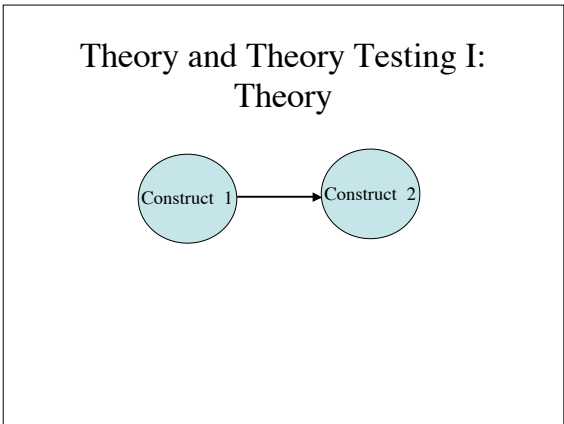 Theory and Theory Testing I:
Theory
Construct 1
Construct 2